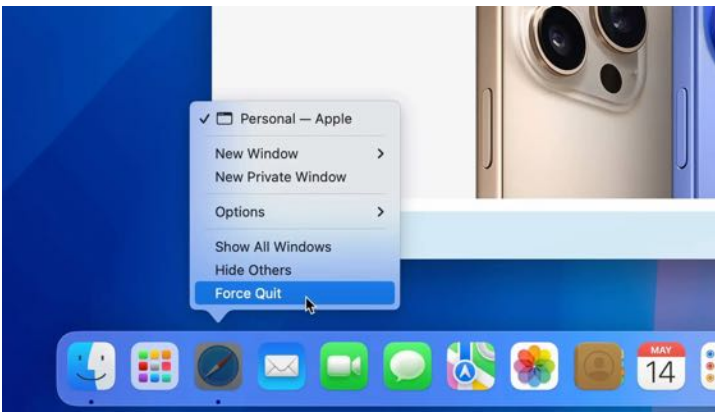 ✓ Personal — Apple
New Window
New Private Window
Options
Show All Windows
Hide Others
Force Quit
MAY
14